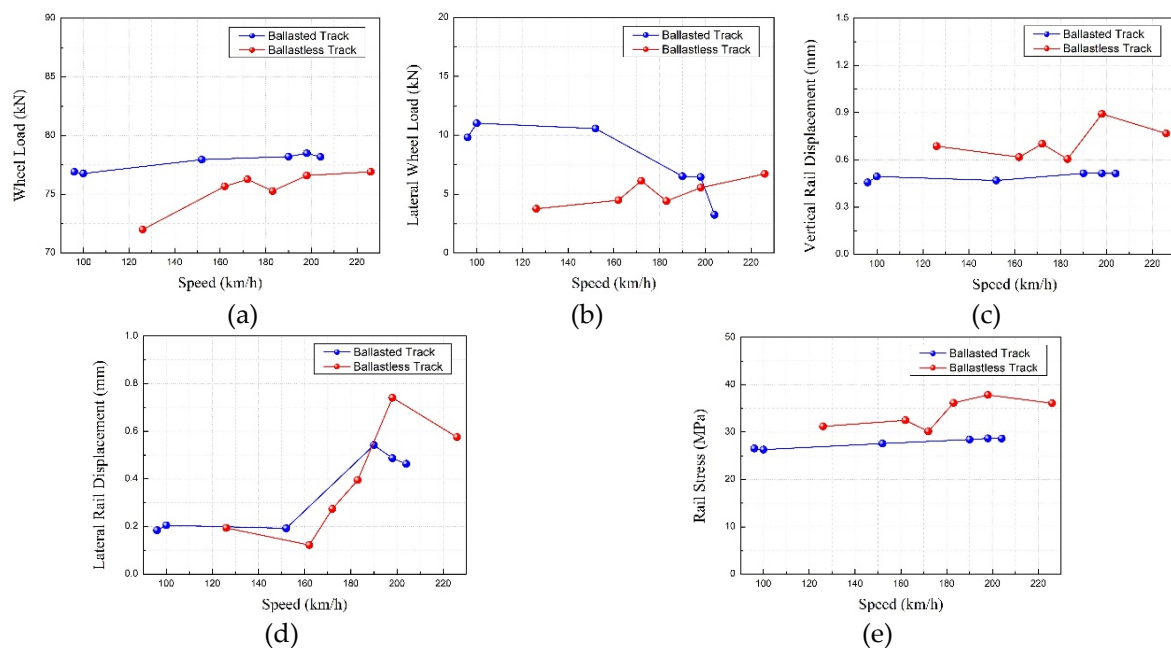 90
85
80
75
70
Wheel Load (kN)
Ballasted Track
Ballastless Track
100 120 140 160 180 200 220
Speed (km/h)
(a)
20
15
10
5
0
Lateral Wheel Load (kN)
Ballasted Track
Ballastless Track
100 120 140 160 180 200 220
Speed (km/h)
(b)
1.5
1.2
0.9
0.6
0.3
0.0
Vertical Rail Displacement (mm)
Ballasted Track
Ballastless Track
100 120 140 160 180 200 220
Speed (km/h)
(c)
1.0
0.8
0.6
0.4
0.2
0.0
Lateral Rail Displacement (mm)
Ballasted Track
Ballastless Track
100 120 140 160 180 200 220
Speed (km/h)
(d)
50
40
30
20
10
0
Rail Stress (MPa)
Ballasted Track
Ballastless Track
100 120 140 160 180 200 220
Speed (km/h)
(e)